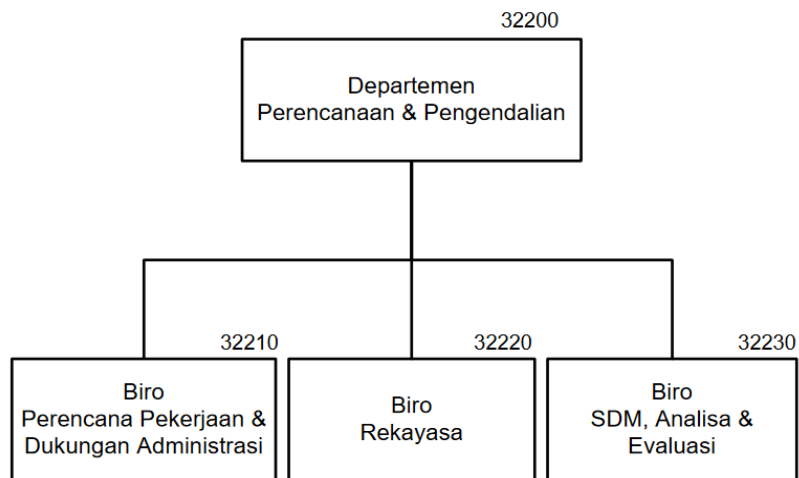 32200
Departemen
Perencanaan & Pengendalian
32210
Biro
Perencana Pekerjaan &
Dukungan Administrasi
32220
Biro
Rekayasa
32230
Biro
SDM, Analisa &
Evaluasi